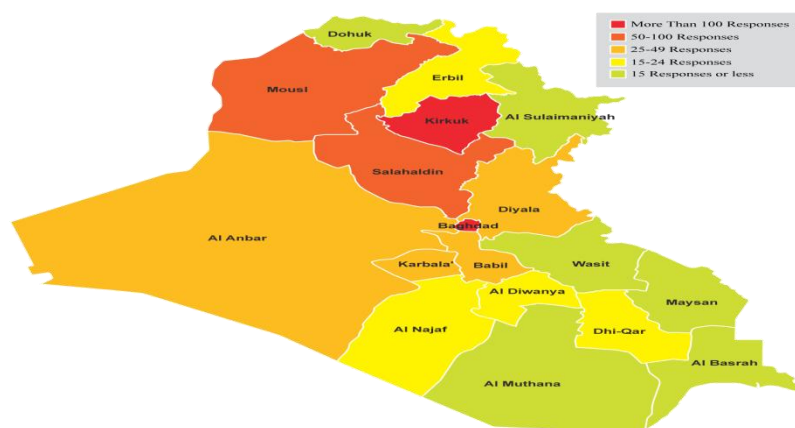 More Than 100 Responses
50-100 Responses
25-49 Responses
15-24 Responses
15 Responses or less
Dohuk
Erbil
Mousl
Kirkuk
Al Sulaimaniyah
Salahaldin
Diyala
Baghdad
Al Anbar
Karbala'
Babil
Wasit
Al Diwanya
Maysan
Al Najaf
Dhi-Qar
Al Basrah
Al Muthana